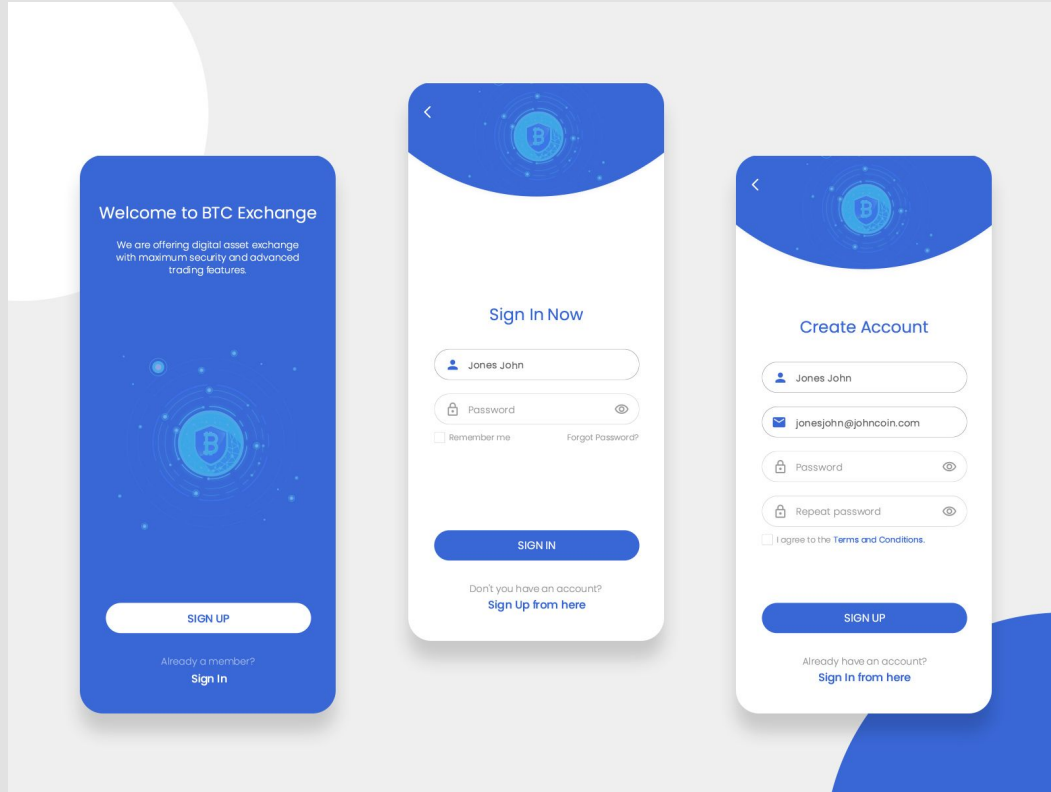 Welcome to BTC Exchange
We are offering digital asset exchange
with maximum security and advanced
trading features.
SIGN UP
Already a member?
Sign In
Sign In Now
Jones John
Password
Remember me
Forgot Password?
SIGN IN
Don't you have an account?
Sign Up from here
Create Account
Jones John
jonesjohn@johncoin.com
Password
Repeat password
I agree to the Terms and Conditions.
SIGN UP
Already have an account?
Sign In from here